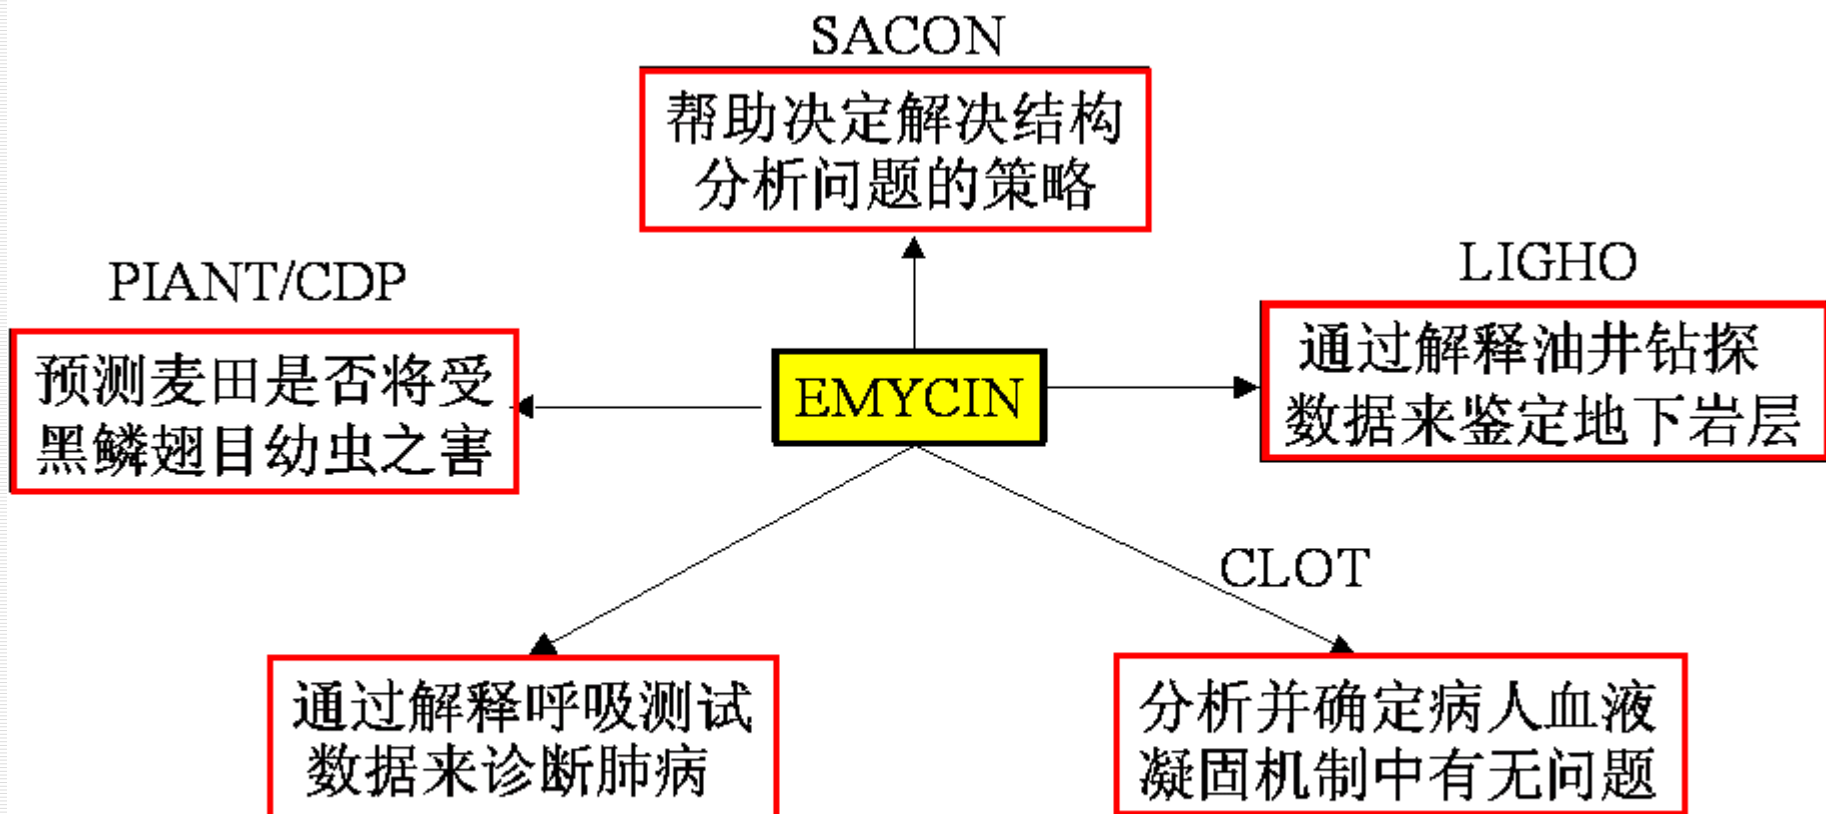 SACON
帮助决定解决结构
分析问题的策略
PIANT/CDP
预测麦田是否将受
黑鳞翅目幼虫之害
EMYCIN
LIGHO
通过解释油井钻探
数据来鉴定地下岩层
CLOT
通过解释呼吸测试
数据来诊断肺病
分析并确定病人血液
凝固机制中有无问题